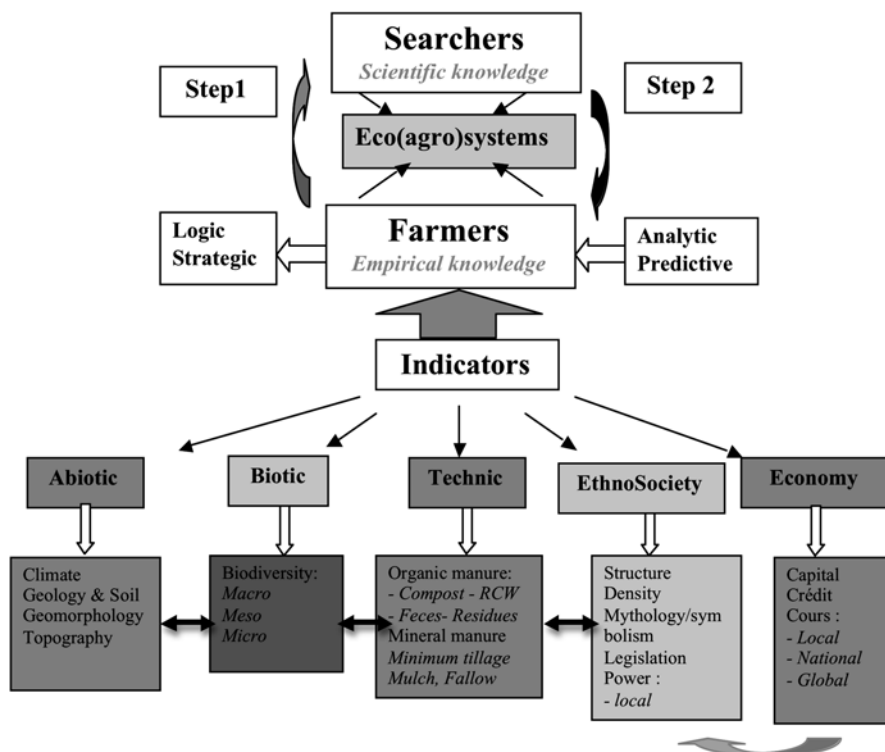 Searchers
Scientific knowledge
Step1
Step 2
Eco(agro)systems
Logic
Strategic
Farmers
Empirical knowledge
Analytic
Predictive
Indicators
Abiotic
Biotic
Technic
EthnoSociety
Economy
Climate
Geology & Soil
Geomorphology
Topography
Biodiversity:
Macro
Meso
Micro
Organic manure:
- Compost - RCW
- Feces- Residues
Mineral manure
Minimum tillage
Mulch, Fallow
Structure
Density
Mythology/sym
bolism
Legislation
Power :
- local
Capital
Crédit
Cours :
- Local
- National
- Global